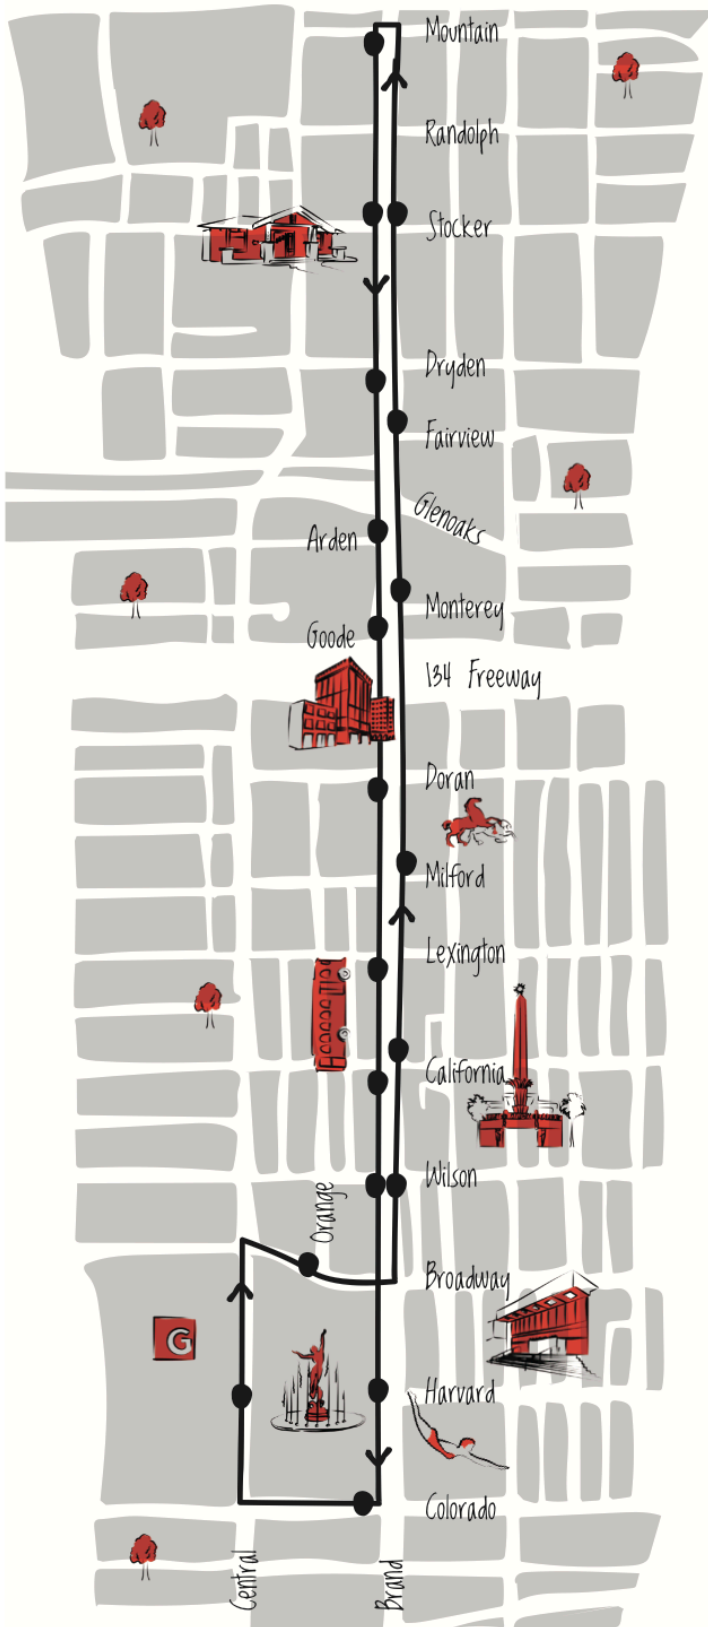 Mountain
Randolph
Stocker
Dryden
Fairview
Glenoaks
Arden
Monterey
Goode
134 Freeway
Doran
Milford
Lexington
California
Wilson
Orange
Broadway
G
Harvard
Colorado
Central
Brand